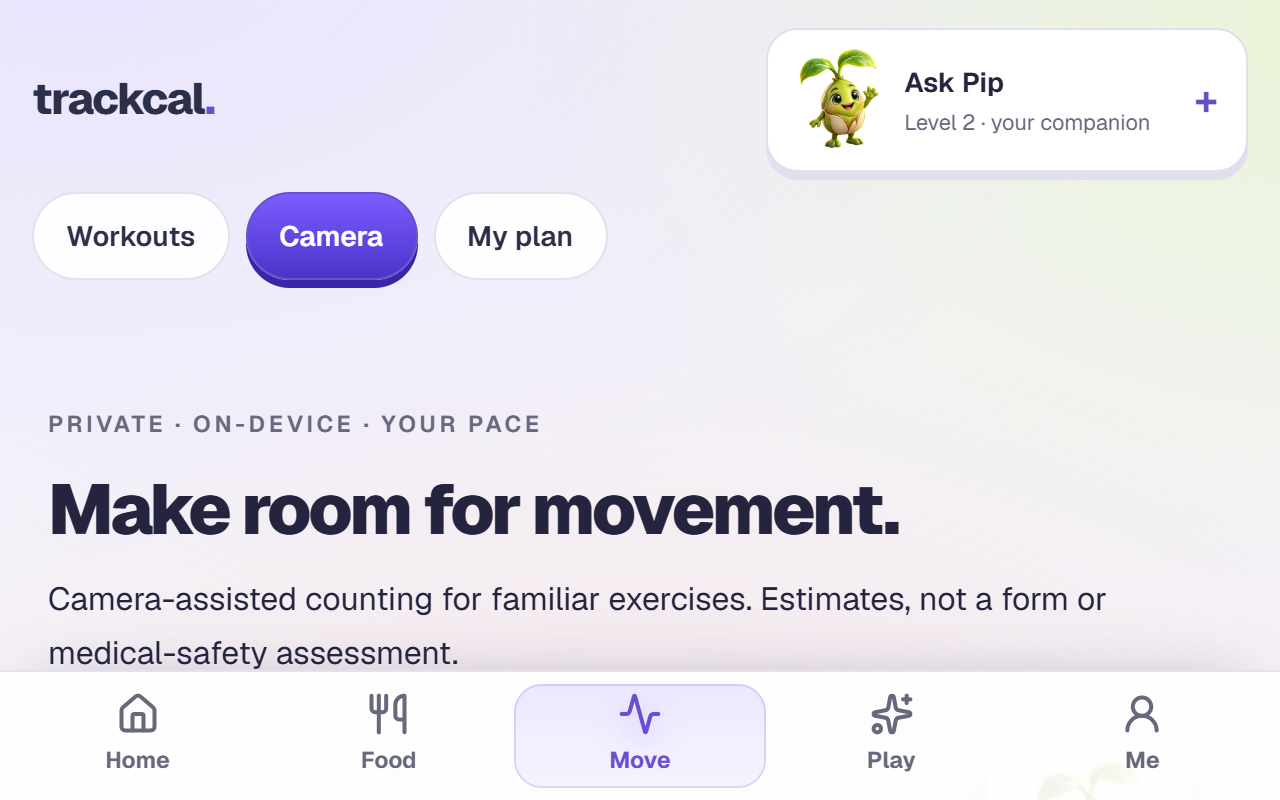 trackcal.
Ask Pip
Level 2 · your companion
+
Workouts
Camera
My plan
PRIVATE · ON-DEVICE · YOUR PACE
Make room for movement.
Camera-assisted counting for familiar exercises. Estimates, not a form or
medical-safety assessment.
Home
Food
Move
Play
Me